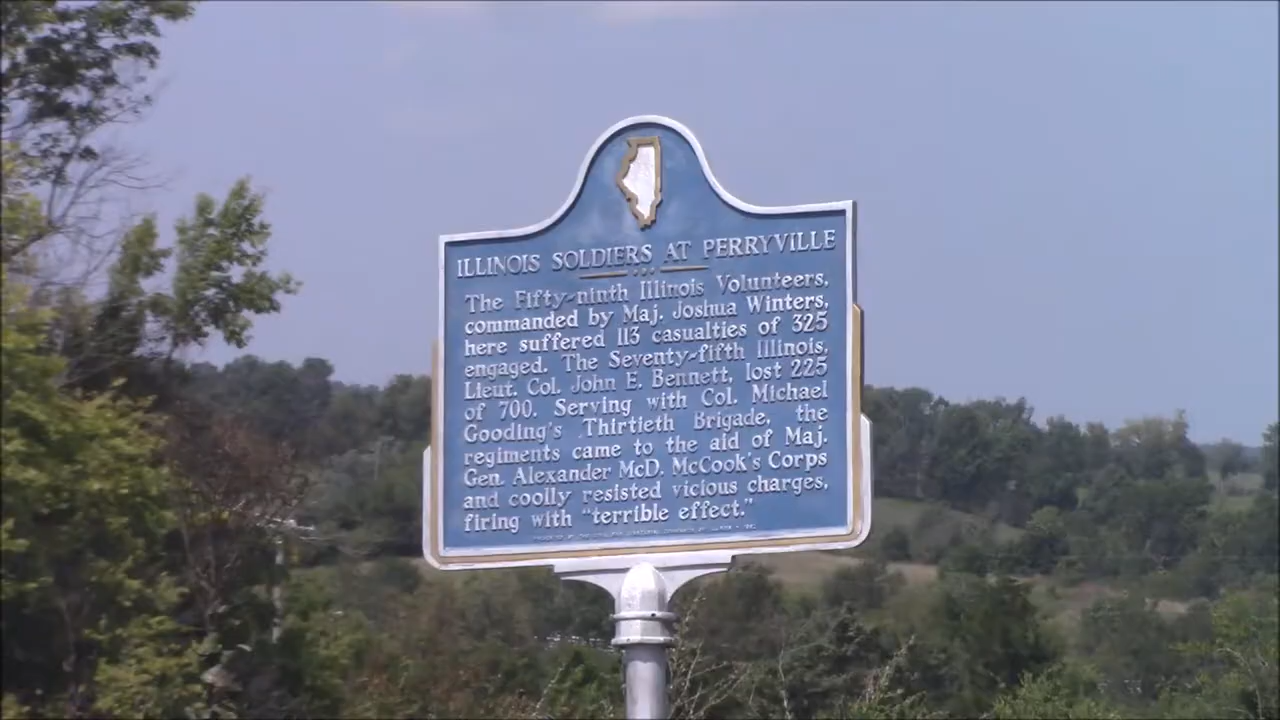 ILLINOIS SOLDIERS AT PERRYVILLE
The Fifty-ninth Illinois Volunteers,
commanded by Maj. Joshua Winters,
here suffered 113 casualties of 325
engaged. The Seventy-fifth Illinois,
Lieut. Col. John E. Bennett, lost 225
of 700. Serving with Col. Michael
Gooding's Thirtieth Brigade, the
regiments came to the aid of Maj.
Gen. Alexander McD. McCook's Corps
and coolly resisted vicious charges,
firing with "terrible effect."